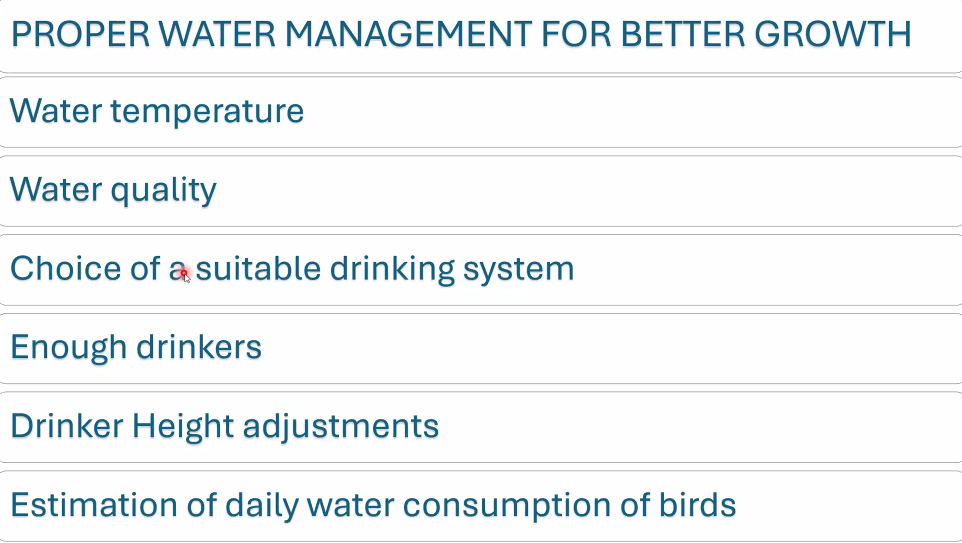 PROPER WATER MANAGEMENT FOR BETTER GROWTH
Water temperature
Water quality
Choice of a suitable drinking system
Enough drinkers
Drinker Height adjustments
Estimation of daily water consumption of birds